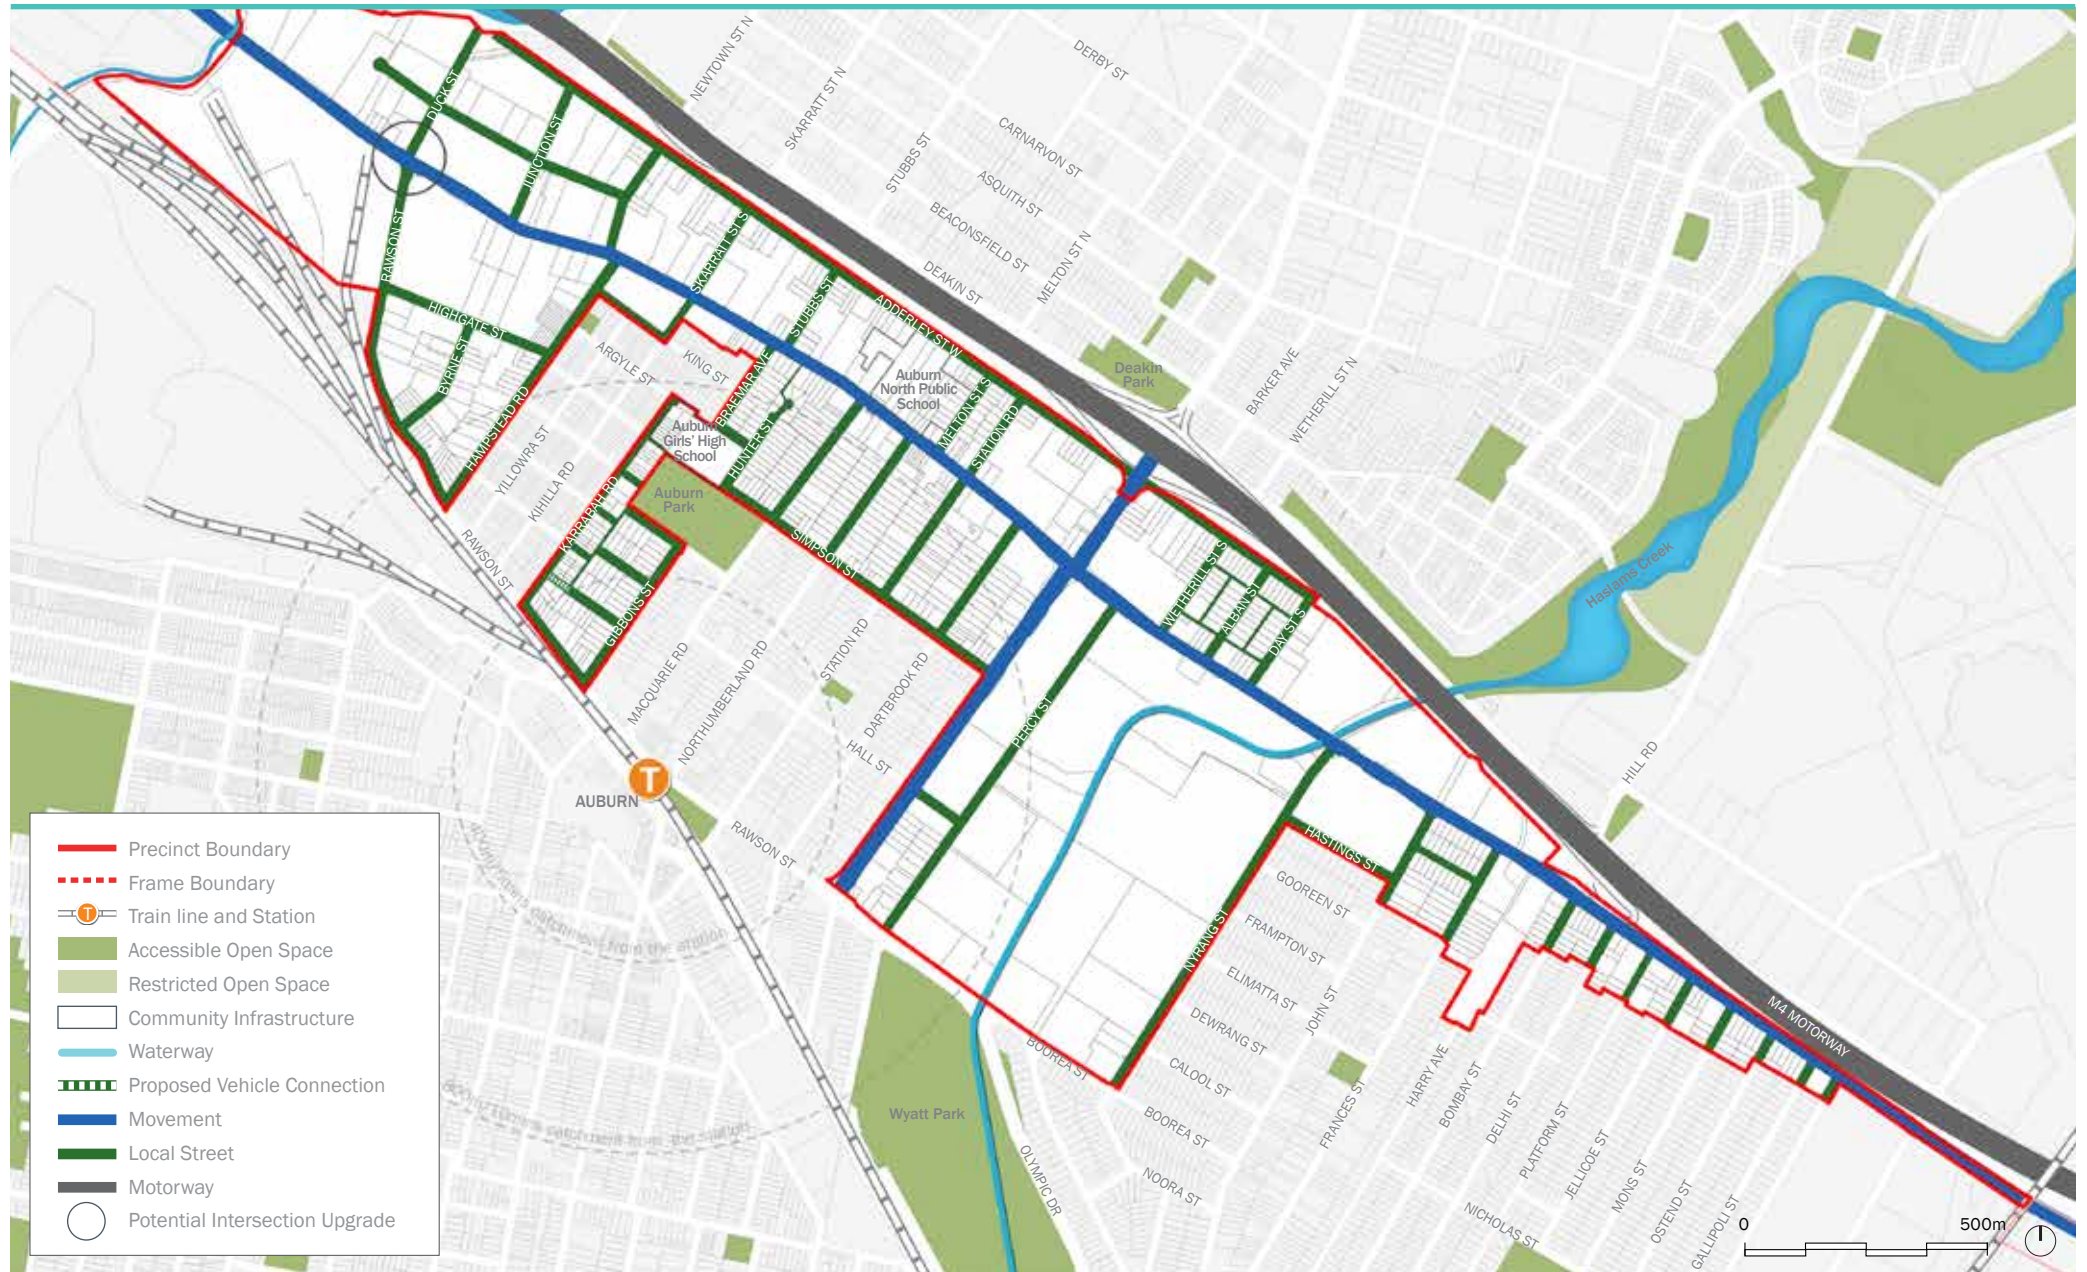 NEWTOWN ST N
SKARRATT ST N
DERBY ST
STUBBS ST
CARNARVON ST
ASQUITH ST
BEACONSFIELD ST
MELTON ST N
DEAKIN ST
DUCK ST
JUNCTION ST
RAWSON ST
SKARRATT ST S
HIGHGATE ST
BYRNE ST
HAMPSTEAD RD
ARGYLE ST
KING ST
STUBBS ST
ADDERLEY ST W
BRAEMAR AVE
Auburn
North Public
School
MELTON ST S
STATION RD
Deakin
Park
BARKER AVE
WETHERILL ST N
Auburn
Girls' High
School
HUNTER ST
YILLOWRA ST
KIHILLA RD
KARRABAH RD
Auburn
Park
SIMPSON ST
RAWSON ST
GIBBONS ST
WETHERILL ST S
ALBAN ST
DAY ST S
Haslams Creek
MACQUARIE RD
NORTHUMBERLAND RD
STATION RD
DARTBROOK RD
HALL ST
PERCY ST
HILL RD
T
AUBURN
RAWSON ST
HASTINGS ST
GOOREEN ST
FRAMPTON ST
ELIMATTA ST
JOHN ST
DEWRANG ST
CALOOL ST
NYRANG ST
BOOREA ST
BOOREA ST
NOORA ST
Wyatt Park
OLYMPIC DR
FRANCES ST
HARRY AVE
BOMBAY ST
DELHI ST
PLATFORM ST
JELLICOE ST
MONS ST
OSTEND ST
GALLIPOLI ST
NICHOLAS ST
M4 MOTORWAY
Precinct Boundary
Frame Boundary
T
Train line and Station
Accessible Open Space
Restricted Open Space
Community Infrastructure
Waterway
Proposed Vehicle Connection
Movement
Local Street
Motorway
Potential Intersection Upgrade
catchment from the station
catchment from the station
0
500m